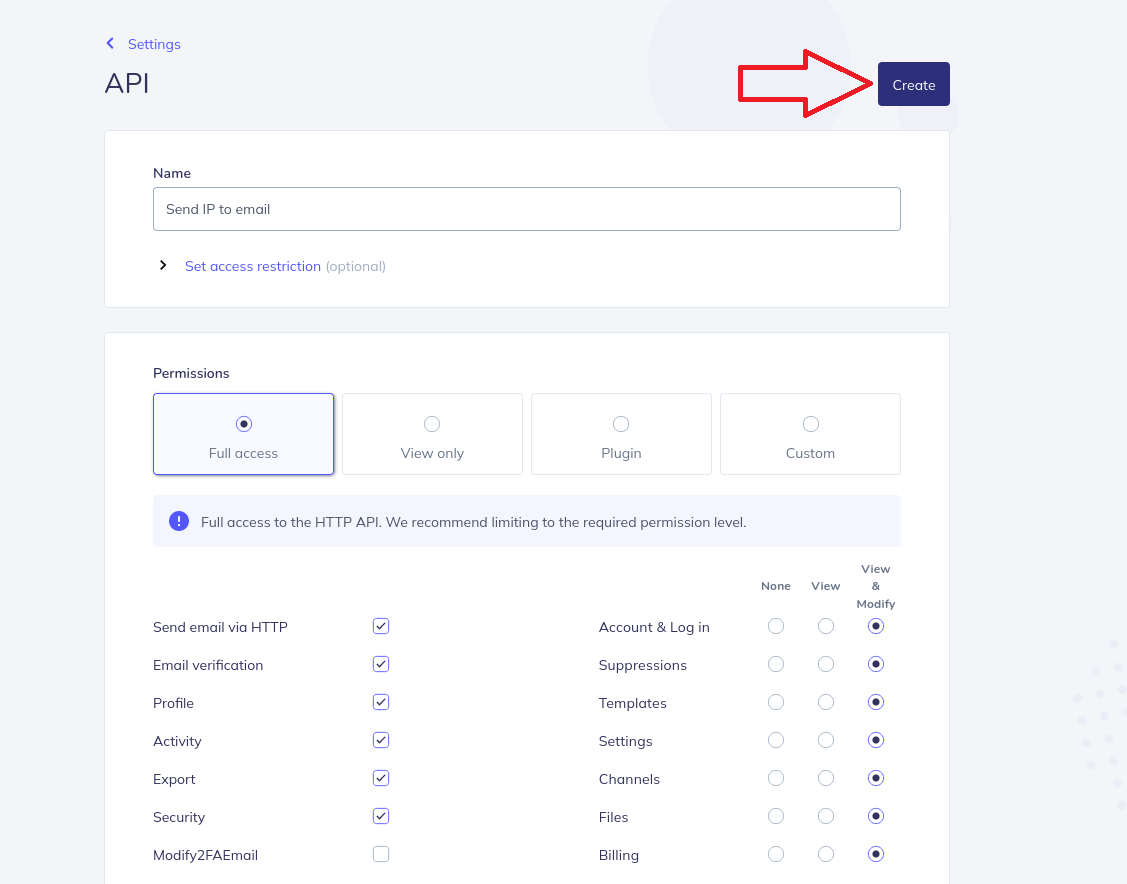 Settings
API
Create
Name
Send IP to email
Set access restriction (optional)
Permissions
Full access
View only
Plugin
Custom
Full access to the HTTP API. We recommend limiting to the required permission level.
None
View
View
&
Modify
Send email via HTTP
Account & Log in
Email verification
Suppressions
Profile
Templates
Activity
Settings
Export
Channels
Security
Files
Modify2FAEmail
Billing